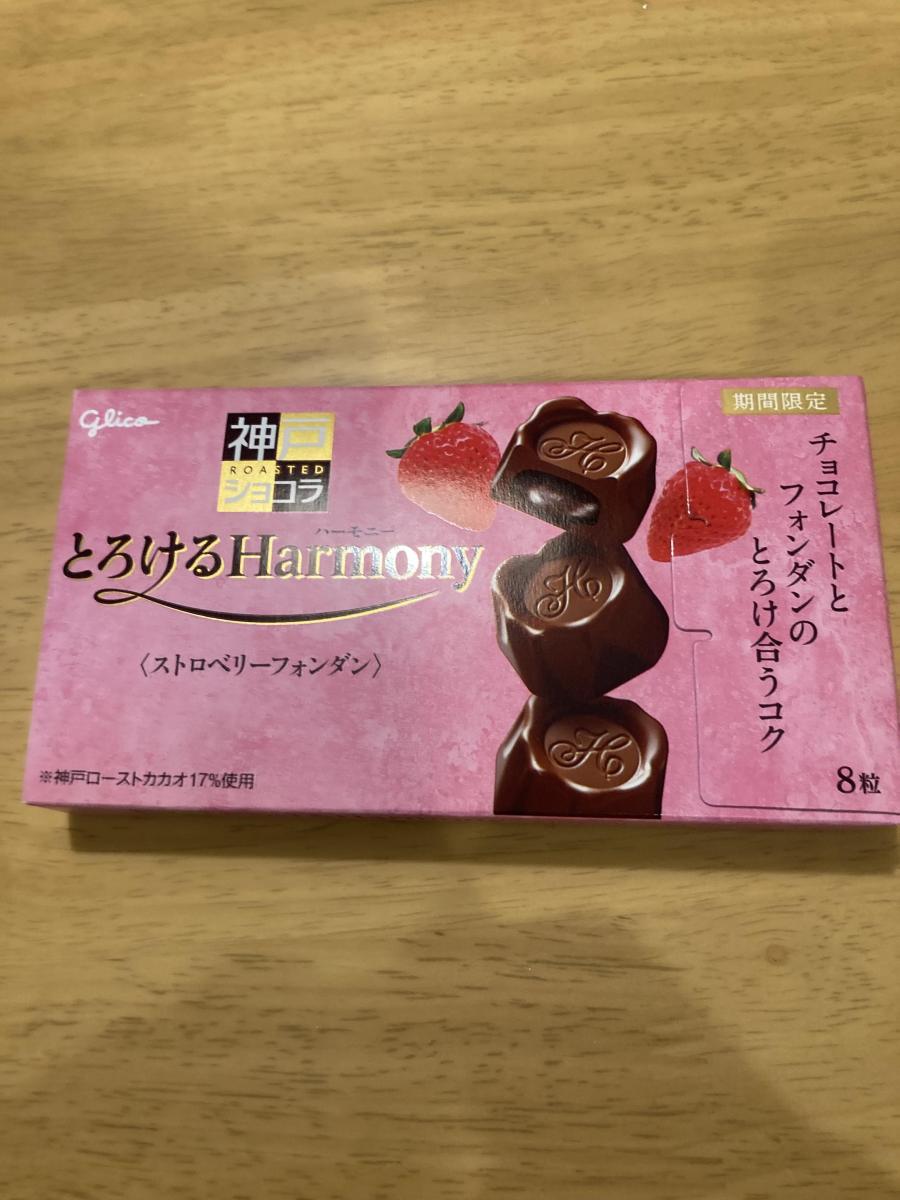 Glico
神戸
ROASTED
ショコラ
ハーモニー
とろけるHarmony
〈ストロベリーフォンダン〉
※神戸ローストカカオ17%使用
H
H
H
期間限定
チョコレートと
フォンダンの
とろけ合うコク
8粒